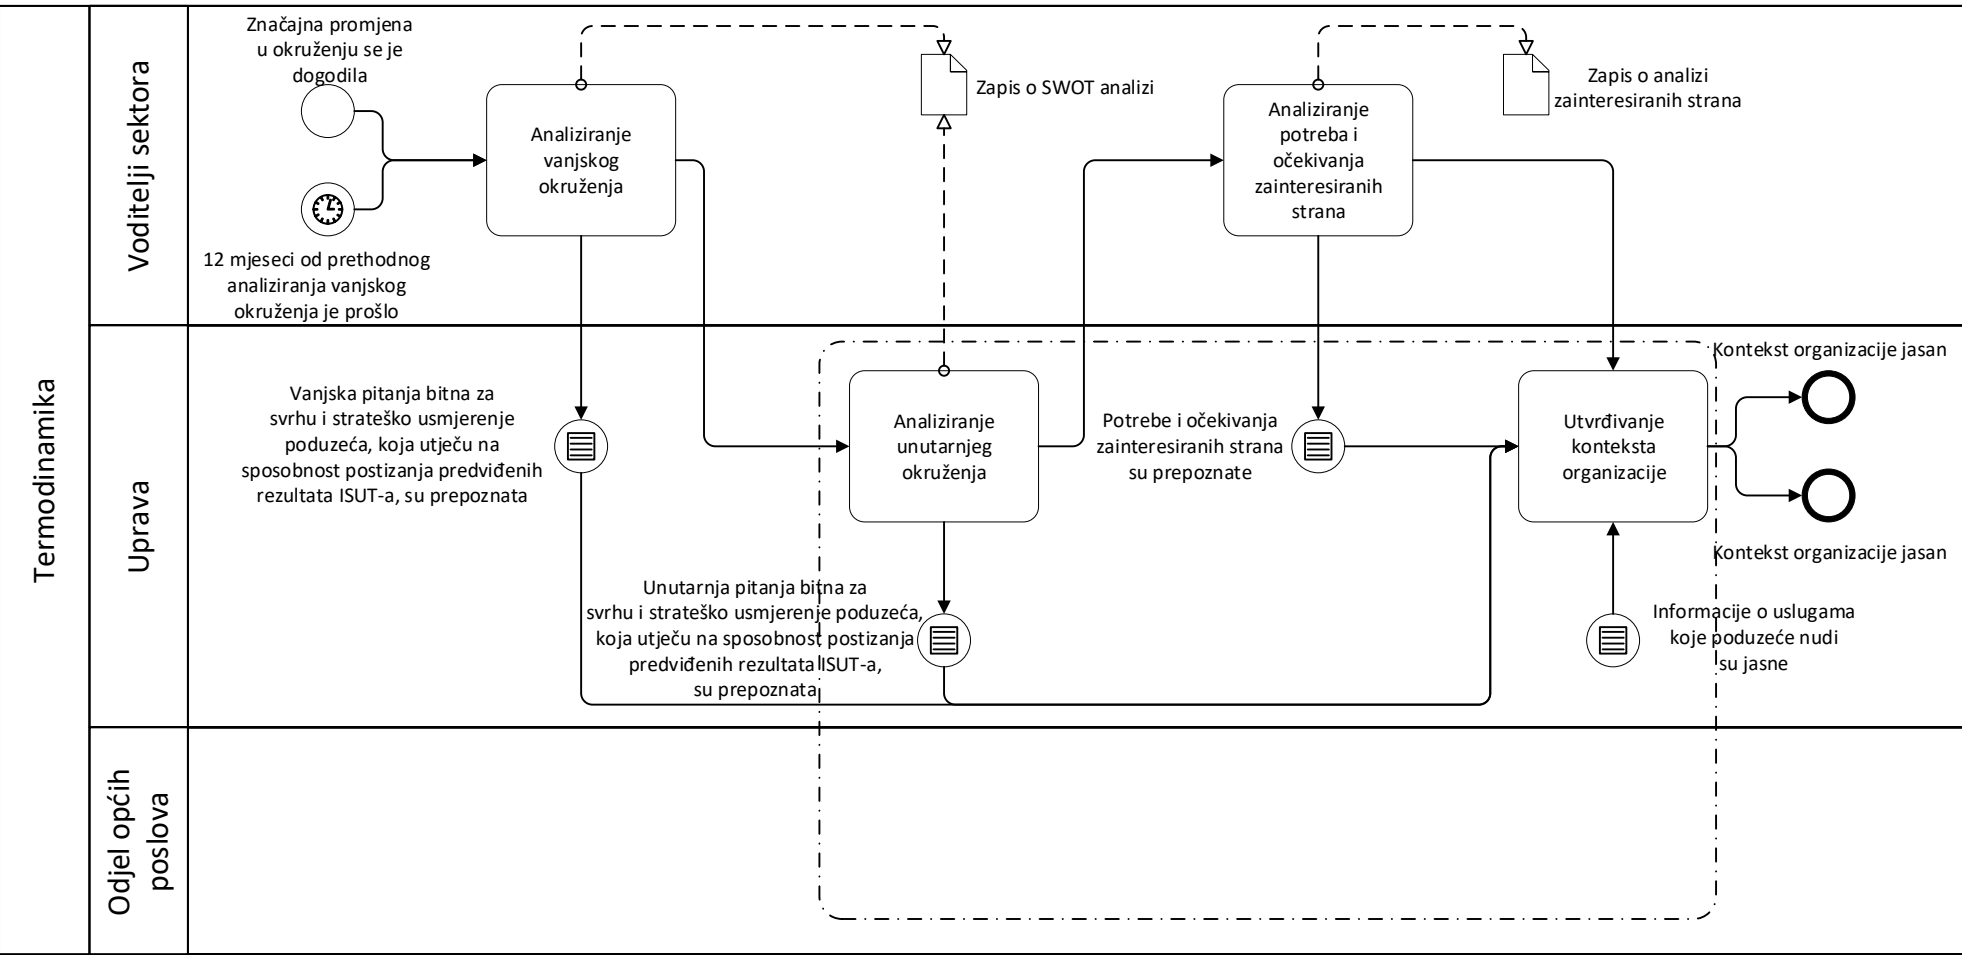 Termodinamika
Voditelji sektora
Značajna promjena
u okruženju se je
dogodila
12 mjeseci od prethodnog
analiziranja vanjskog
okruženja je prošlo
Analiziranje
vanjskog
okruženja
Zapis o SWOT analizi
Analiziranje
potreba i
očekivanja
zainteresiranih
strana
Zapis o analizi
zainteresiranih strana
Uprava
Vanjska pitanja bitna za
svrhu i strateško usmjerenje
poduzeća, koja utječu na
sposobnost postizanja predviđenih
rezultata ISUT-a, su prepoznata
Analiziranje
unutarnjeg
okruženja
Unutarnja pitanja bitna za
svrhu i strateško usmjerenje poduzeća,
koja utječu na sposobnost postizanja
predviđenih rezultata ISUT-a,
su prepoznata
Potrebe i očekivanja
zainteresiranih strana
su prepoznate
Utvrđivanje
konteksta
organizacije
Kontekst organizacije jasan
Kontekst organizacije jasan
Informacije o uslugama
koje poduzeće nudi
su jasne
Odjel općih
poslova